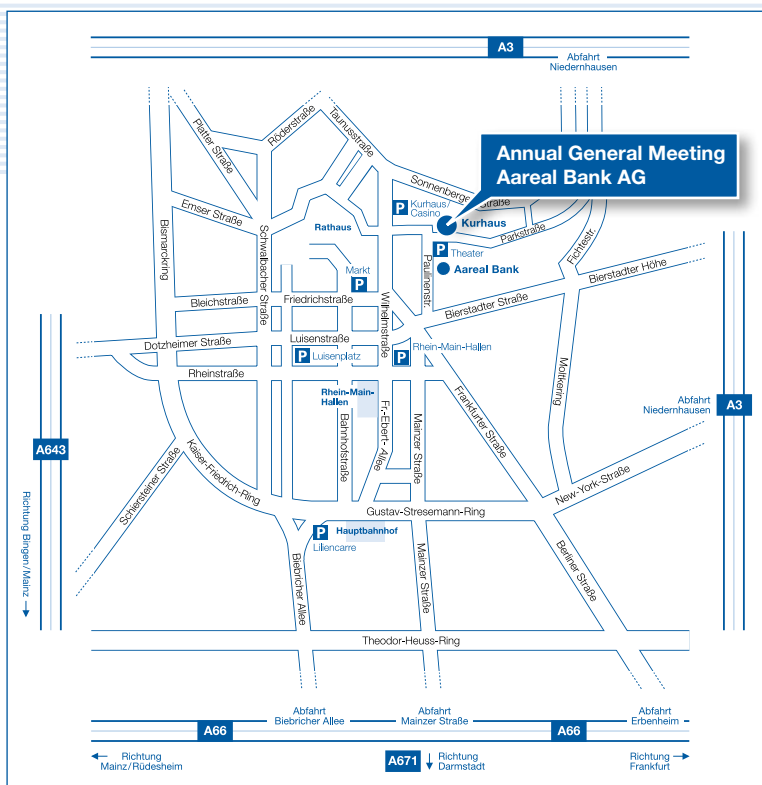 A3
Abfahrt
Niedernhausen
Annual General Meeting
Aareal Bank AG
Platter Straße
Röderstraße
Taunusstraße
Sonnenberger Straße
Kurhaus/
Casino
P
Kurhaus
Parkstraße
Emser Straße
Rathaus
Bismarckring
Schwalbacher Straße
P
Theater
Fichtestr.
Markt
P
Paulinenstr.
Aareal Bank
Bierstadter Höhe
Bierstadter Straße
Bleichstraße
Friedrichstraße
Wilhelmstraße
Dotzheimer Straße
Luisenstraße
P
Luisenplatz
P
Rhein-Main-Hallen
Rheinstraße
Moltkering
Rhein-Main-
Hallen
Bahnhofstraße
Fr.-Ebert- Allee
Mainzer Straße
Frankfurter Straße
Abfahrt
Niedernhausen
A3
A643
Schiersteiner Straße
Kaiser-Friedrich-Ring
New-York-Straße
Richtung Bingen/Mainz
Gustav-Stresemann-Ring
P
Liliencarre
Hauptbahnhof
Biebricher Allee
Mainzer Straße
Berliner Straße
Theodor-Heuss-Ring
Abfahrt
Biebricher Allee
Abfahrt
Mainzer Straße
Abfahrt
Erbenheim
A66
A66
Richtung
Mainz/Rüdesheim
A671
Richtung
Darmstadt
Richtung
Frankfurt